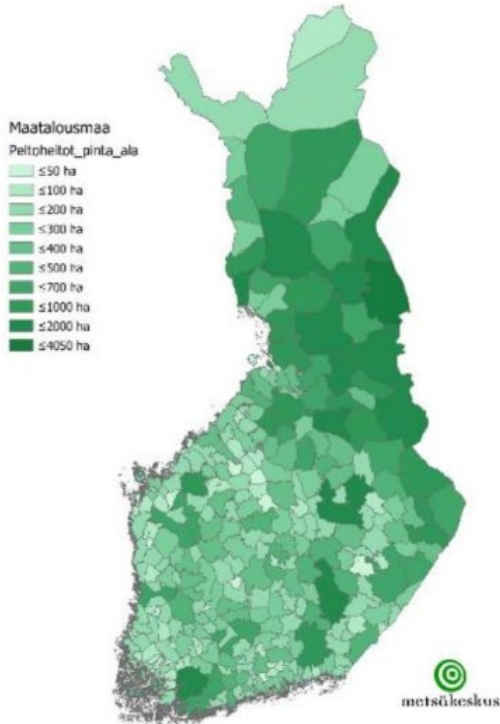 Maatalousmaa
Peltoheitot_pinta_ala
≤50 ha
≤100 ha
≤200 ha
≤300 ha
≤400 ha
≤500 ha
≤700 ha
≤1000 ha
≤2000 ha
≤4050 ha
metsäkeskus